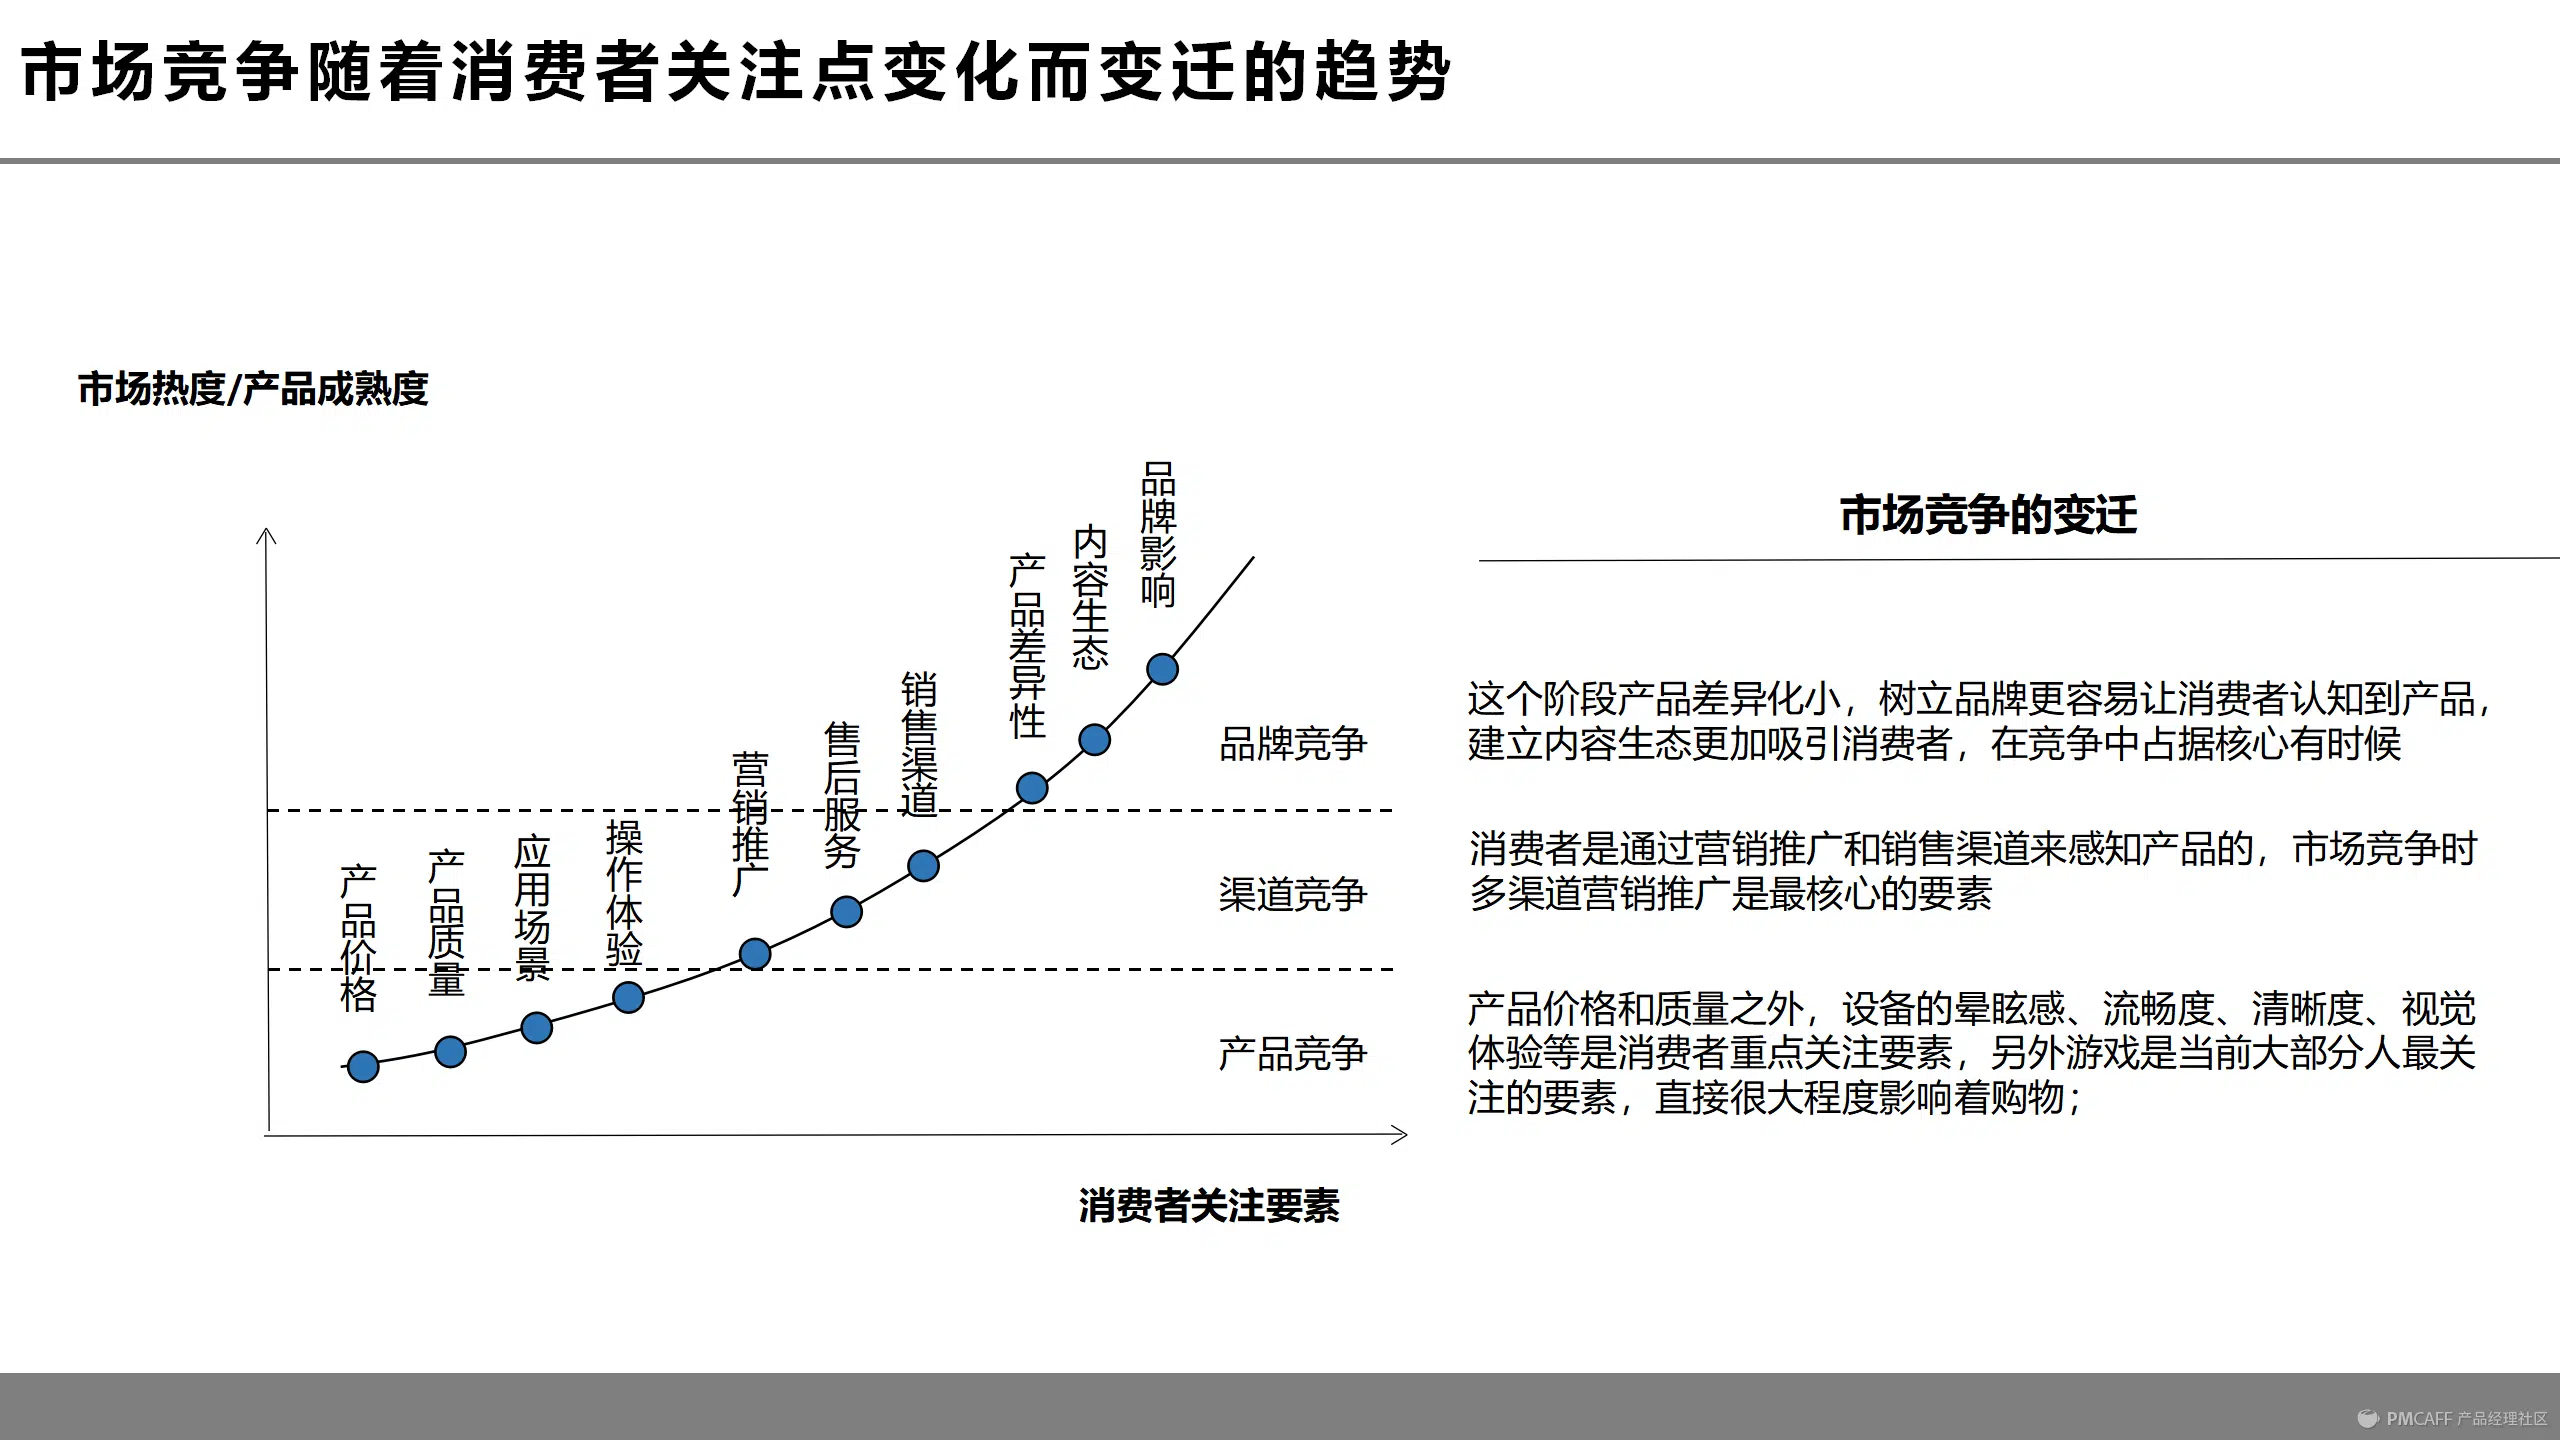 市场竞争随着消费者关注点变化而变迁的趋势
市场热度/产品成熟度
产品价格
产品质量
应用场景
操作体验
营销推广
售后服务
销售渠道
产品差异性
内容生态
品牌影响
品牌竞争
渠道竞争
产品竞争
消费者关注要素
市场竞争的变迁
这个阶段产品差异化小，树立品牌更容易让消费者认知到产品，
建立内容生态更加吸引消费者，在竞争中占据核心有时候
消费者是通过营销推广和销售渠道来感知产品的，市场竞争时
多渠道营销推广是最核心的要素
产品价格和质量之外，设备的晕眩感、流畅度、清晰度、视觉
体验等是消费者重点关注要素，另外游戏是当前大部分人最关
注的要素，直接很大程度影响着购物；
PMCAFF 产品经理社区